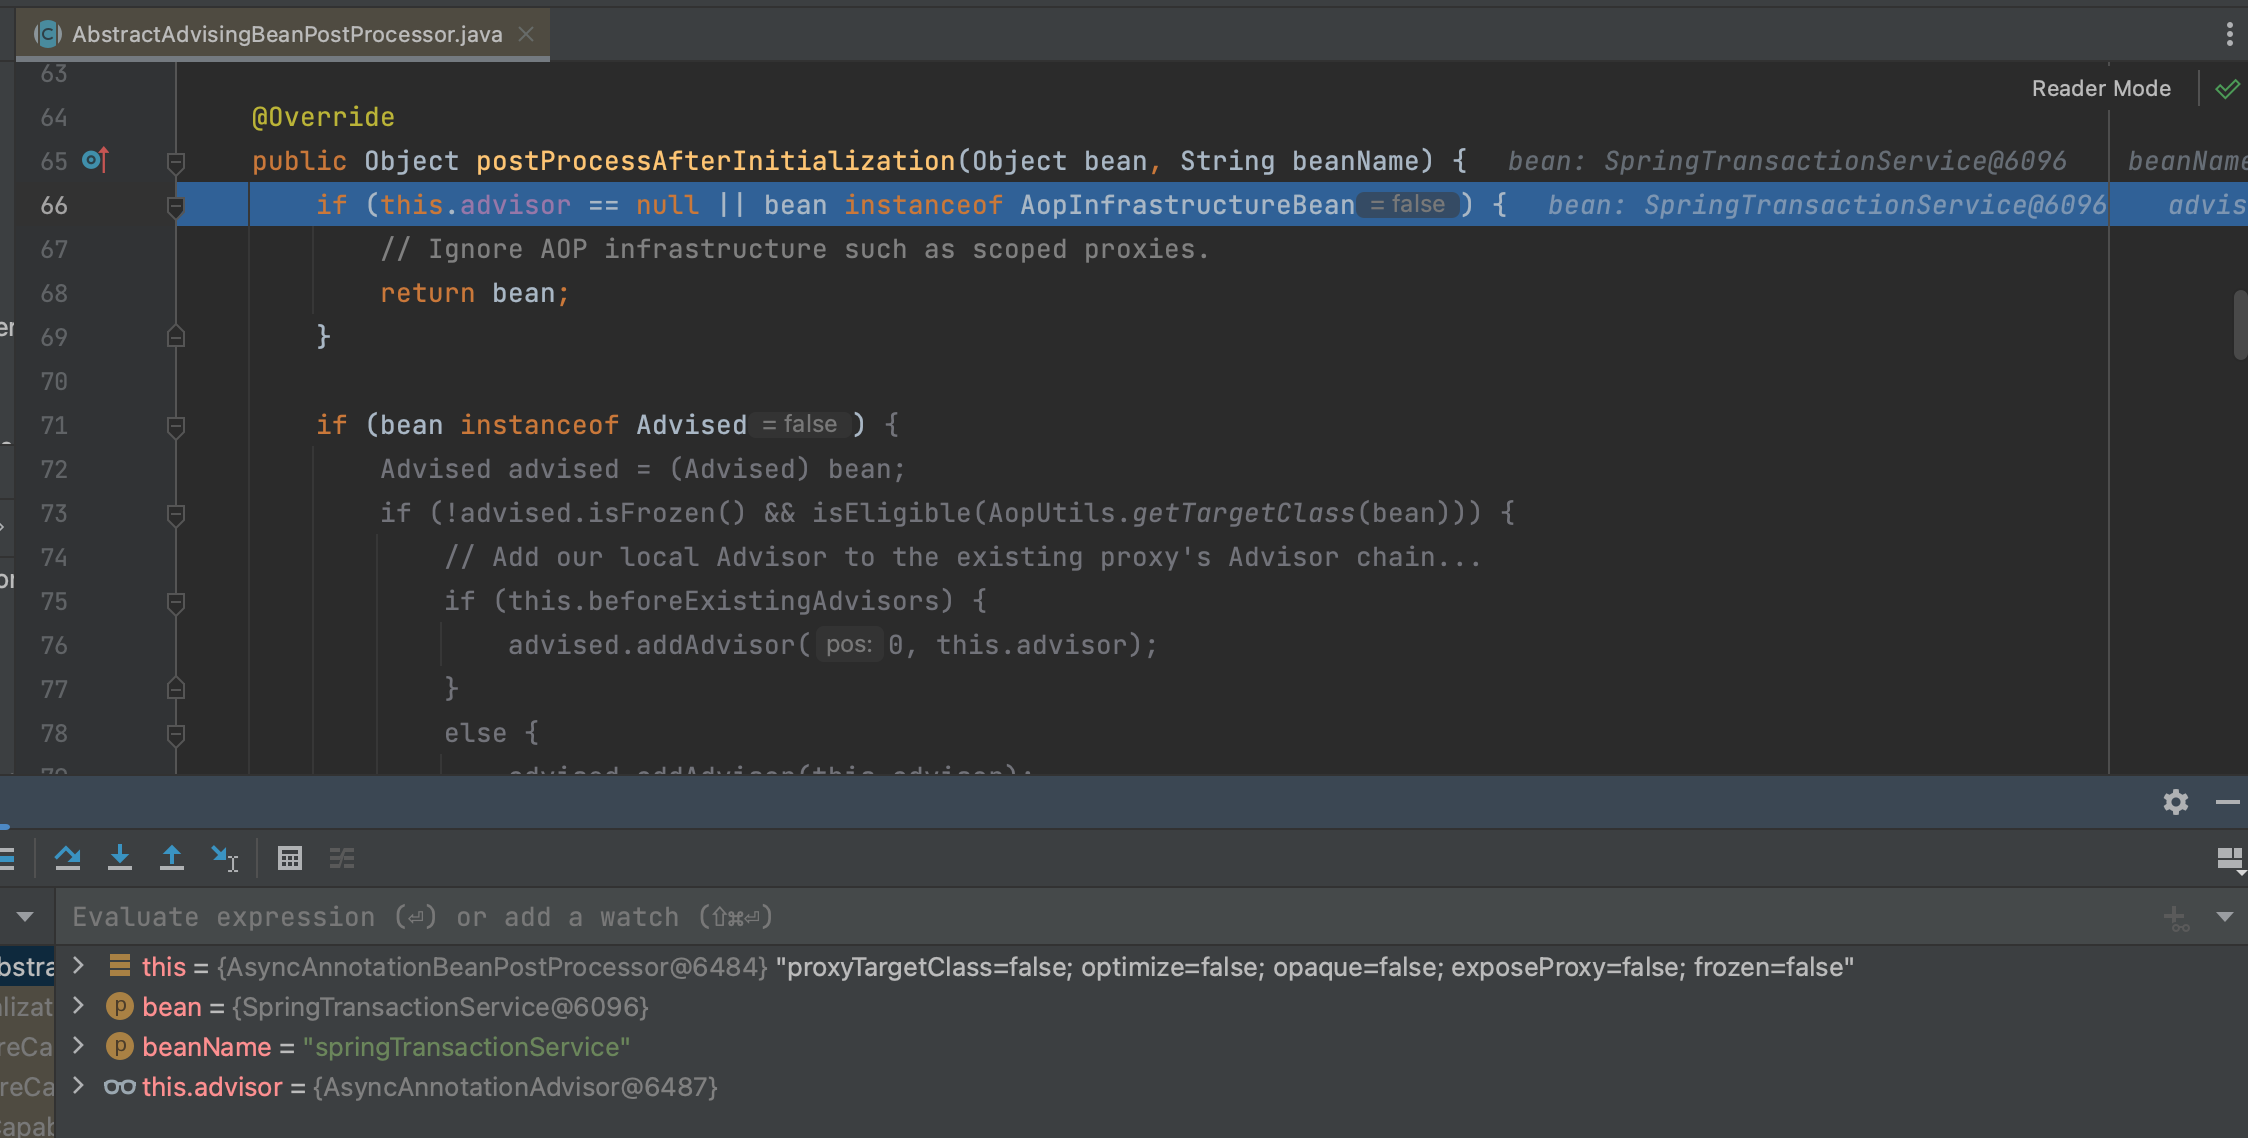 AbstractAdvisingBeanPostProcessor.java
Reader Mode
63
64 @Override
65 public Object postProcessAfterInitialization(Object bean, String beanName) { bean: SpringTransactionService@6096 beanName
66 if (this.advisor == null || bean instanceof AopInfrastructureBean = false ) { bean: SpringTransactionService@6096 advis
67 // Ignore AOP infrastructure such as scoped proxies.
68 return bean;
69 }
70
71 if (bean instanceof Advised = false ) {
72 Advised advised = (Advised) bean;
73 if (!advised.isFrozen() && isEligible(AopUtils.getTargetClass(bean))) {
74 // Add our local Advisor to the existing proxy's Advisor chain...
75 if (this.beforeExistingAdvisors) {
76 advised.addAdvisor( pos: 0, this.advisor);
77 }
78 else {
79 advised.addAdvisor(this.advisor);
Evaluate expression (⏎) or add a watch (⇧⌘⏎)
this = {AsyncAnnotationBeanPostProcessor@6484} "proxyTargetClass=false; optimize=false; opaque=false; exposeProxy=false; frozen=false"
bean = {SpringTransactionService@6096}
beanName = "springTransactionService"
this.advisor = {AsyncAnnotationAdvisor@6487}